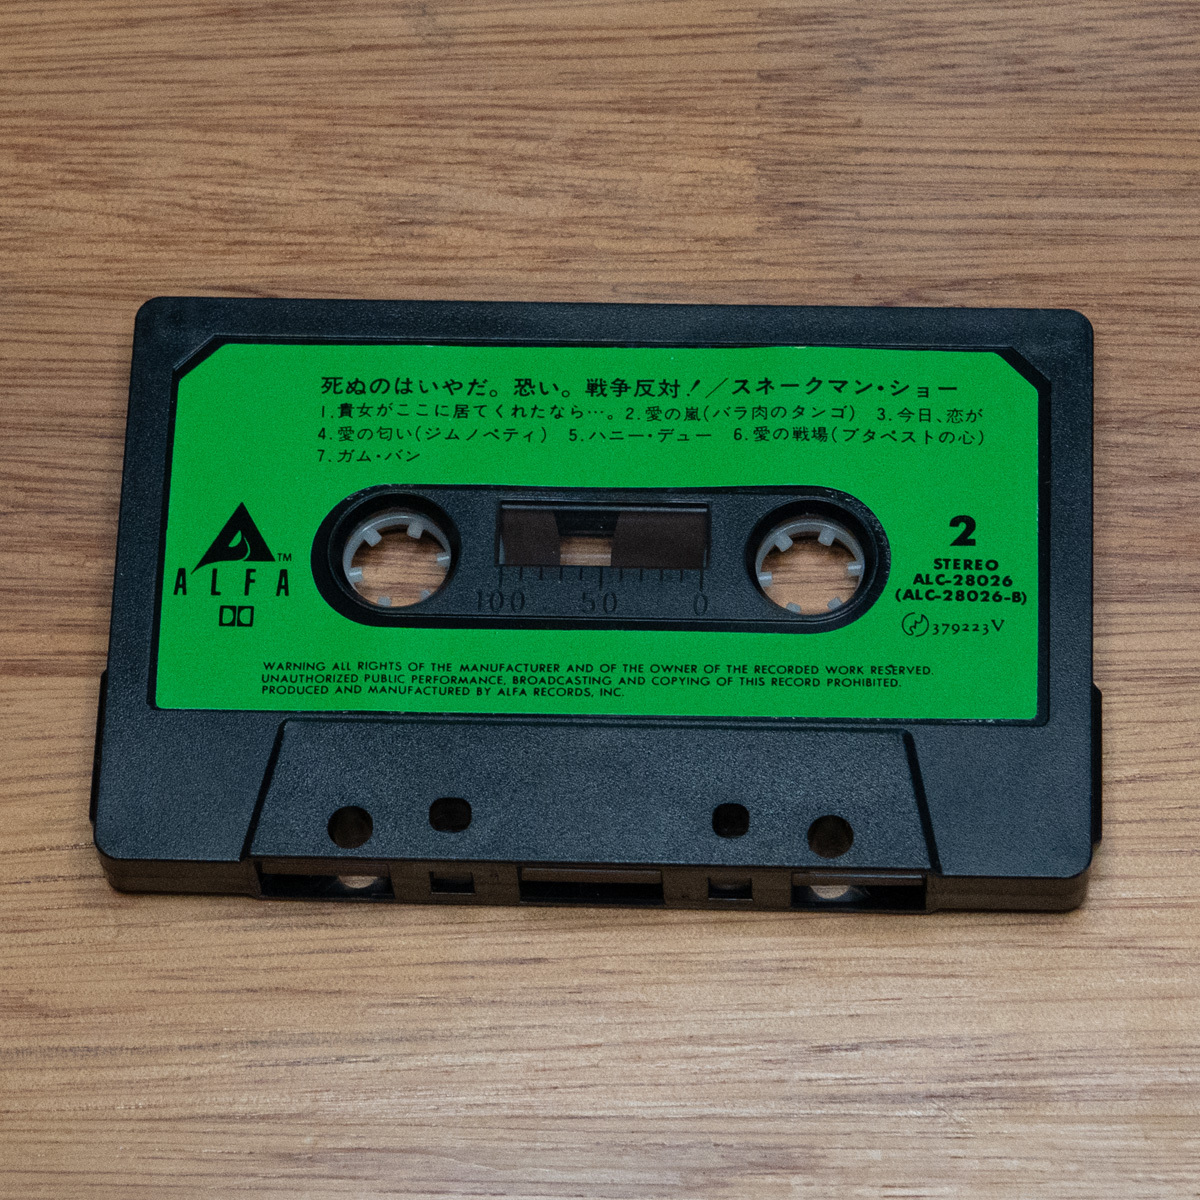 死ぬのはいやだ。恐い。戦争反対!／スネークマン・ショー
1.貴女がここに居てくれたなら…。2.愛の嵐(バラ肉のタンゴ) 3.今日、恋が
4.愛の匂い(ジムノペティ) 5.ハニー・デュー 6.愛の戦場(ブタペストの心)
7.ガム・バン
ALFA™
2
STEREO
ALC-28026
(ALC-28026-B)
379223V
100 50 0
WARNING ALL RIGHTS OF THE MANUFACTURER AND OF THE OWNER OF THE RECORDED WORK RESERVED.
UNAUTHORIZED PUBLIC PERFORMANCE, BROADCASTING AND COPYING OF THIS RECORD PROHIBITED.
PRODUCED AND MANUFACTURED BY ALFA RECORDS, INC.